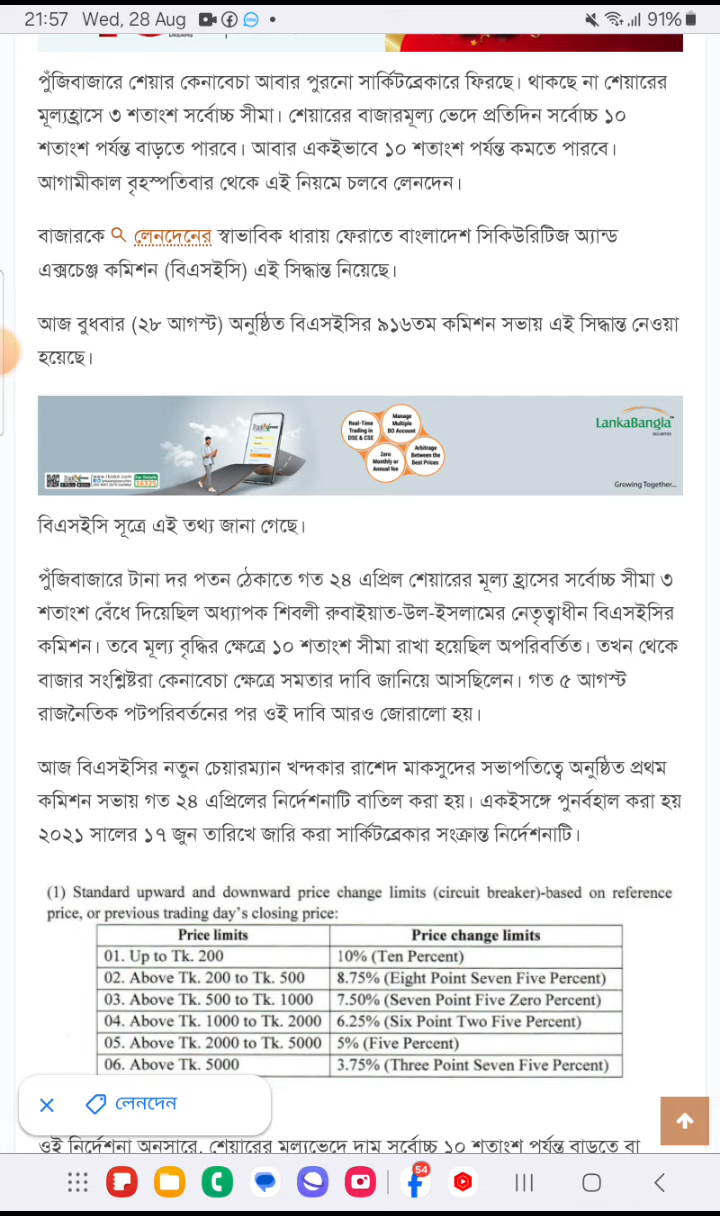 21:57 Wed, 28 Aug
91%
পুঁজিবাজারে শেয়ার কেনাবেচা আবার পুরনো সার্কিটব্রেকারে ফিরছে। থাকছে না শেয়ারের
মূল্যহ্রাসে ৩ শতাংশ সর্বোচ্চ সীমা। শেয়ারের বাজারমূল্য ভেদে প্রতিদিন সর্বোচ্চ ১০
শতাংশ পর্যন্ত বাড়তে পারবে। আবার একইভাবে ১০ শতাংশ পর্যন্ত কমতে পারবে।
আগামীকাল বৃহস্পতিবার থেকে এই নিয়মে চলবে লেনদেন।
বাজারকে লেনদেনের স্বাভাবিক ধারায় ফেরাতে বাংলাদেশ সিকিউরিটিজ অ্যান্ড
এক্সচেঞ্জ কমিশন (বিএসইসি) এই সিদ্ধান্ত নিয়েছে।
আজ বুধবার (২৮ আগস্ট) অনুষ্ঠিত বিএসইসির ৯১৬তম কমিশন সভায় এই সিদ্ধান্ত নেওয়া
হয়েছে।
Real-Time
Trading in
DSE & CSE
Manage
Multiple
BO Account
Zero
Monthly or
Annual fee
Arbitrage
Between the
Best Prices
LankaBangla
SECURITIES
Growing Together...
বিএসইসি সূত্রে এই তথ্য জানা গেছে।
পুঁজিবাজারে টানা দর পতন ঠেকাতে গত ২৪ এপ্রিল শেয়ারের মূল্য হ্রাসের সর্বোচ্চ সীমা ৩
শতাংশ বেঁধে দিয়েছিল অধ্যাপক শিবলী রুবাইয়াত-উল-ইসলামের নেতৃত্বাধীন বিএসইসির
কমিশন। তবে মূল্য বৃদ্ধির ক্ষেত্রে ১০ শতাংশ সীমা রাখা হয়েছিল অপরিবর্তিত। তখন থেকে
বাজার সংশ্লিষ্টরা কেনাবেচা ক্ষেত্রে সমতার দাবি জানিয়ে আসছিলেন। গত ৫ আগস্ট
রাজনৈতিক পটপরিবর্তনের পর ওই দাবি আরও জোরালো হয়।
আজ বিএসইসির নতুন চেয়ারম্যান খন্দকার রাশেদ মাকসুদের সভাপতিত্বে অনুষ্ঠিত প্রথম
কমিশন সভায় গত ২৪ এপ্রিলের নির্দেশনাটি বাতিল করা হয়। একইসঙ্গে পুনর্বহাল করা হয়
২০২১ সালের ১৭ জুন তারিখে জারি করা সার্কিটব্রেকার সংক্রান্ত নির্দেশনাটি।
(1) Standard upward and downward price change limits (circuit breaker)-based on reference
price, or previous trading day's closing price:
Price limits Price change limits
01. Up to Tk. 200 10% (Ten Percent)
02. Above Tk. 200 to Tk. 500 8.75% (Eight Point Seven Five Percent)
03. Above Tk. 500 to Tk. 1000 7.50% (Seven Point Five Zero Percent)
04. Above Tk. 1000 to Tk. 2000 6.25% (Six Point Two Five Percent)
05. Above Tk. 2000 to Tk. 5000 5% (Five Percent)
06. Above Tk. 5000 3.75% (Three Point Seven Five Percent)
লেনদেন
ওই নির্দেশনা অনুসারে, শেয়ারের মূল্যভেদে দাম সর্বোচ্চ ১০ শতাংশ পর্যন্ত বাড়তে বা
54